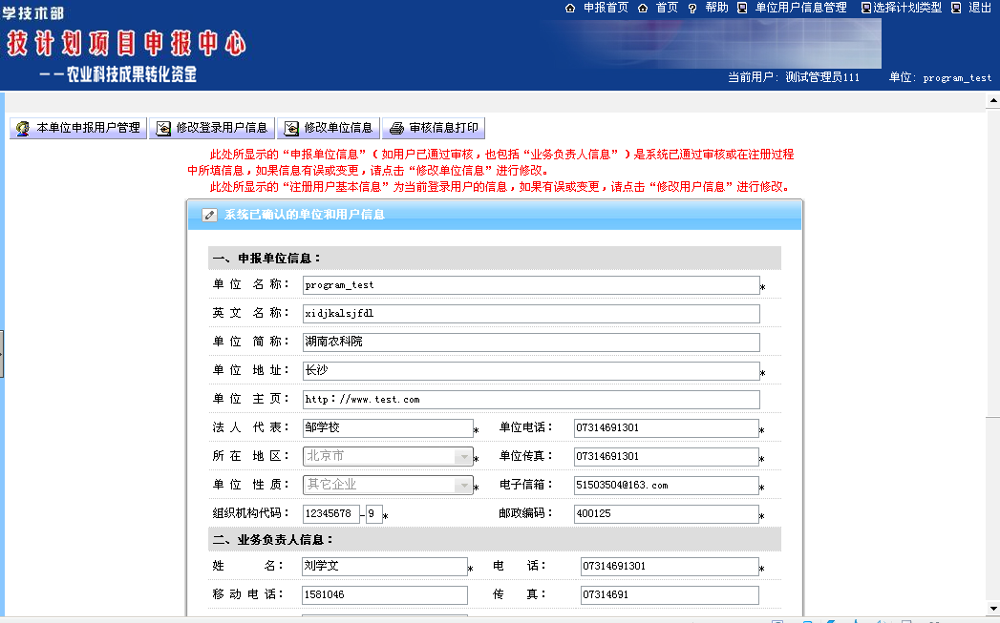 学技术部
申报首页 首页 帮助 单位用户信息管理 选择计划类型 退出
技计划项目申报中心
——农业科技成果转化资金
当前用户: 测试管理员111 单位: program_test
本单位申报用户管理 修改登录用户信息 修改单位信息 审核信息打印
此处所显示的“申报单位信息”(如用户已通过审核,也包括“业务负责人信息”)是系统已通过审核或在注册过程
中所填信息,如果信息有误或变更,请点击“修改单位信息”进行修改。
此处所显示的“注册用户基本信息”为当前登录用户的信息,如果有误或变更,请点击“修改用户信息”进行修改。
系统已确认的单位和用户信息
一、申报单位信息:
单位 名称: program_test *
英文 名称: xidjkalsjfdl
单位 简称: 湖南农科院
单位 地址: 长沙 *
单位 主页: http://www.test.com
法人 代表: 邹学校 * 单位电话: 07314691301 *
所在 地区: 北京市 * 单位传真: 07314691301 *
单位 性质: 其它企业 * 电子信箱: 51503504@163.com *
组织机构代码: 12345678 - 9 * 邮政编码: 400125 *
二、业务负责人信息:
姓 名: 刘学文 * 电 话: 07314691301 *
移动电话: 1581046 传 真: 07314691